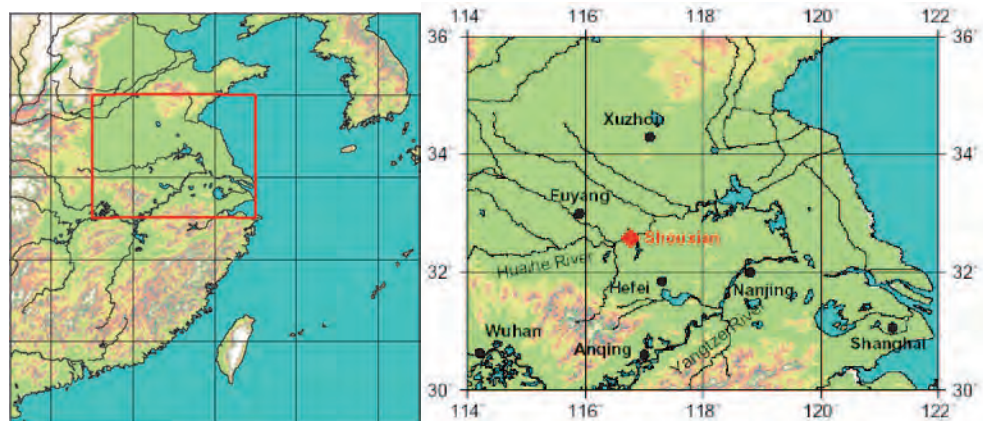 114° 116° 118° 120° 122°
36° 36°
Xuzhou
34° 34°
Fuyang
Shouxian
Huaihe River
32° 32°
Hefei
Nanjing
Wuhan
Anqing
Yangtze River
Shanghai
30° 30°
114° 116° 118° 120° 122°